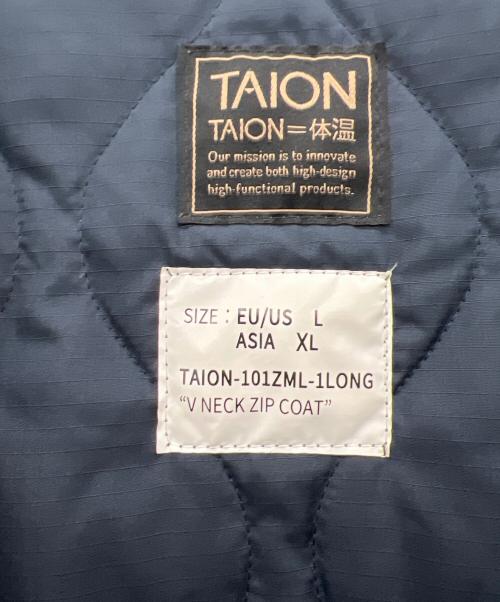 TAION
TAION=体温
Our mission is to innovate
and create both high-design
high-functional products.
SIZE : EU/US L
ASIA XL
TAION-101ZML-1LONG
“V NECK ZIP COAT”